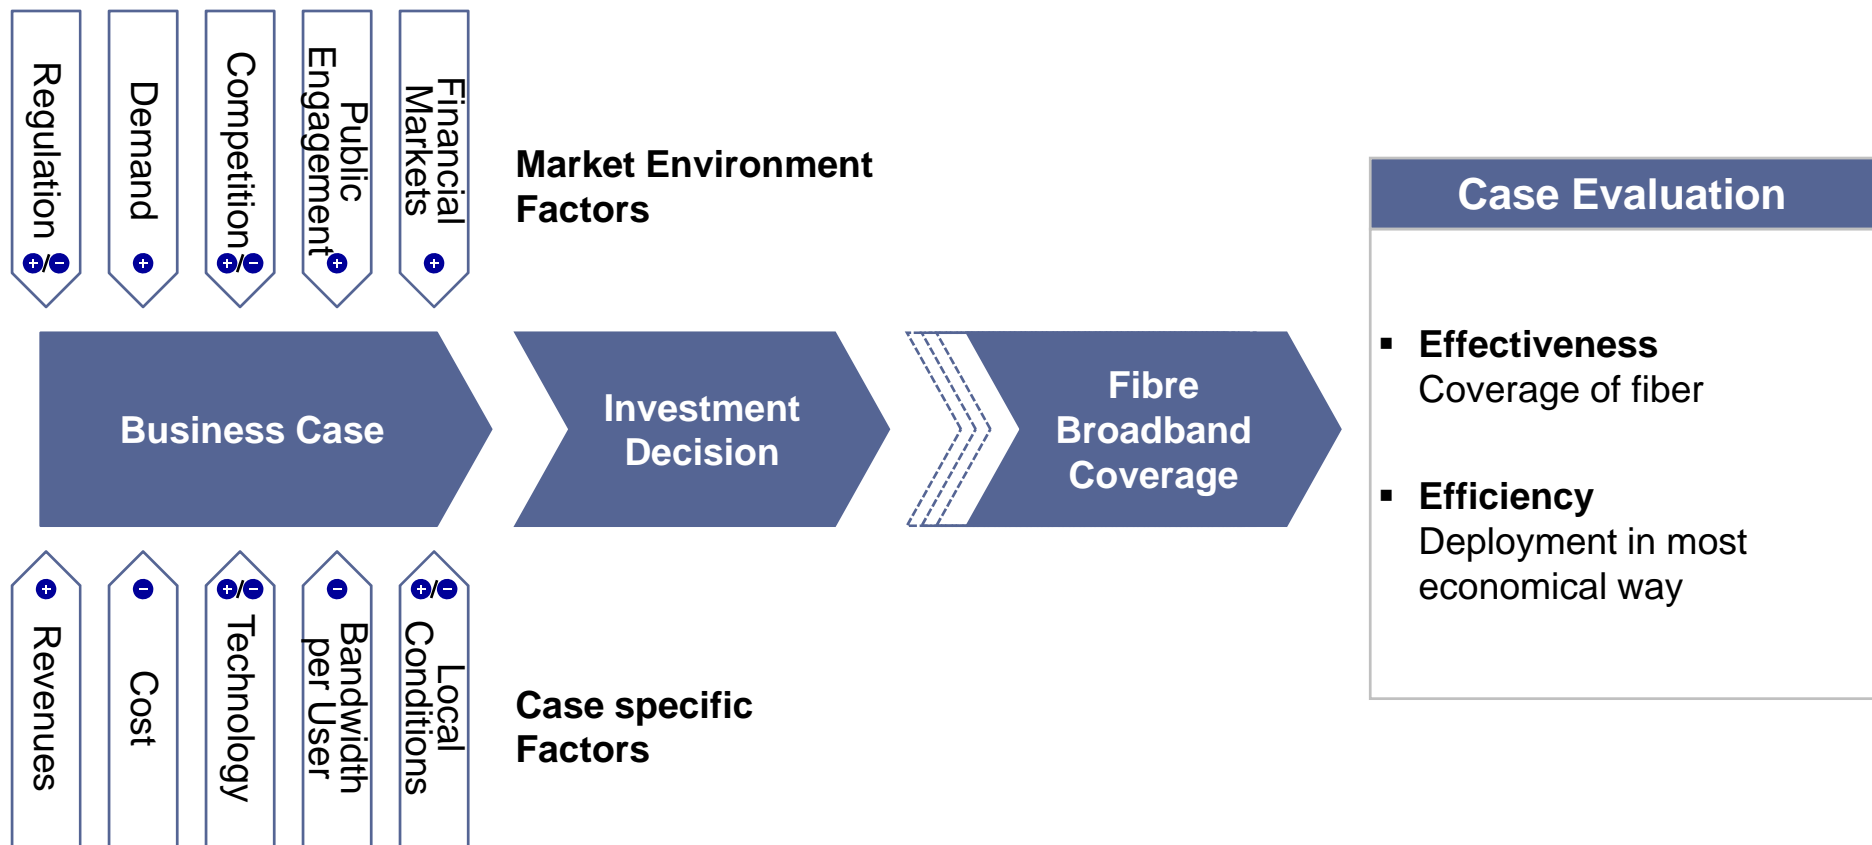 Regulation
+/−
Demand
+
Competition
+/−
Public
Engagement
+
Financial
Markets
+
Market Environment
Factors
Business Case
Investment
Decision
Fibre
Broadband
Coverage
+
Revenues
−
Cost
+/−
Technology
−
Bandwidth
per User
+/−
Local
Conditions
Case specific
Factors
Case Evaluation
▪ Effectiveness
Coverage of fiber
▪ Efficiency
Deployment in most
economical way